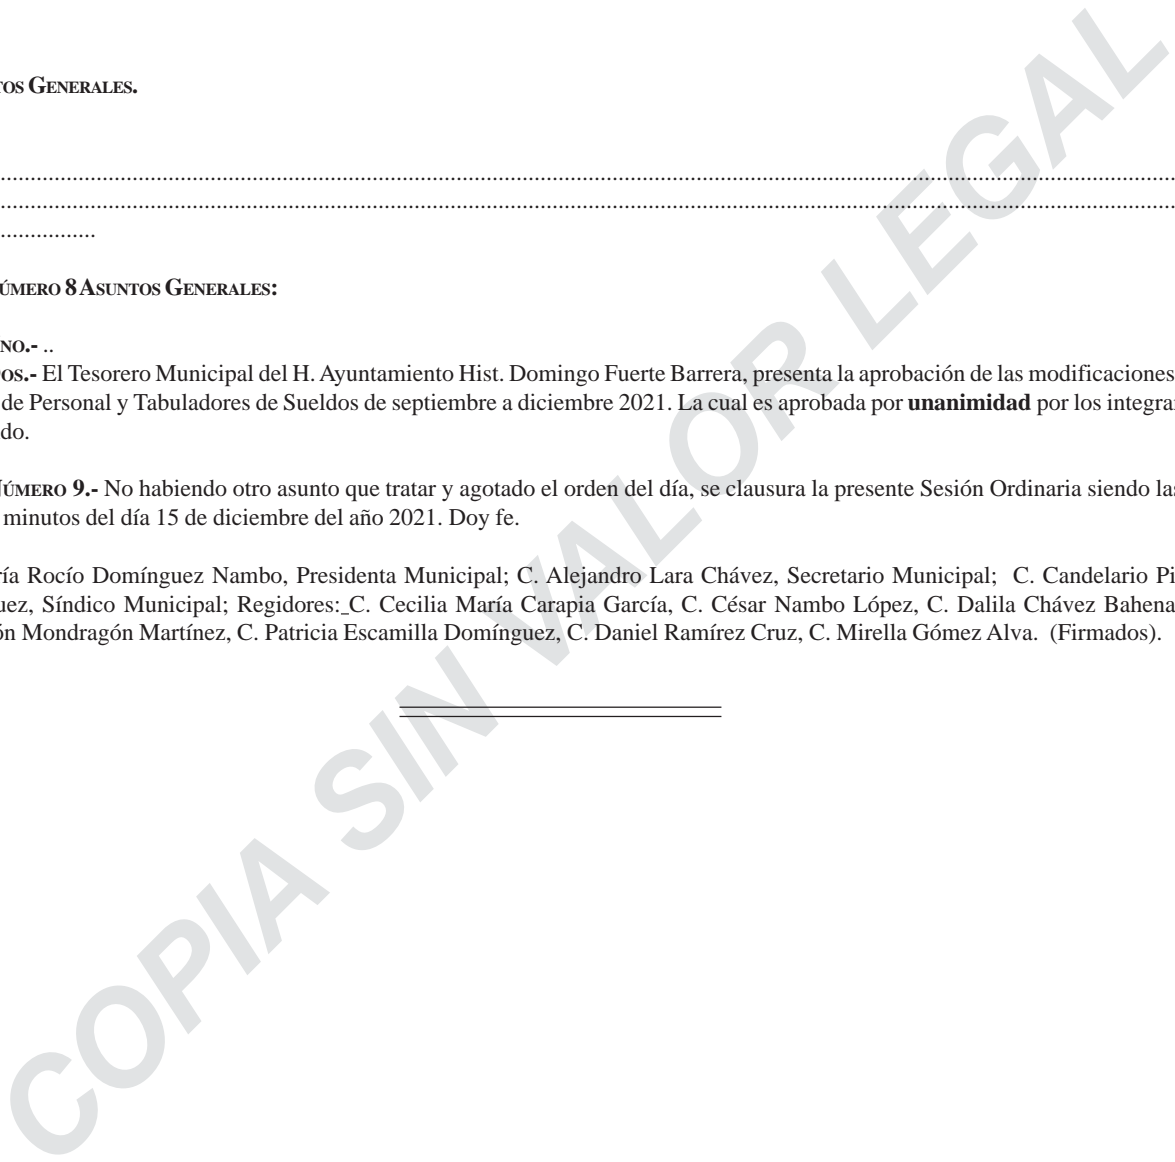 TOS GENERALES.
..........................................................................................................................................................................................................
..........................................................................................................................................................................................................
................
ÚMERO 8 ASUNTOS GENERALES:
NO.- ..
OS.- El Tesorero Municipal del H. Ayuntamiento Hist. Domingo Fuerte Barrera, presenta la aprobación de las modificaciones
de Personal y Tabuladores de Sueldos de septiembre a diciembre 2021. La cual es aprobada por unanimidad por los integra
do.
ÚMERO 9.- No habiendo otro asunto que tratar y agotado el orden del día, se clausura la presente Sesión Ordinaria siendo la
minutos del día 15 de diciembre del año 2021. Doy fe.
ría Rocío Domínguez Nambo, Presidenta Municipal; C. Alejandro Lara Chávez, Secretario Municipal; C. Candelario Pi
uez, Síndico Municipal; Regidores:_C. Cecilia María Carapia García, C. César Nambo López, C. Dalila Chávez Bahena
ón Mondragón Martínez, C. Patricia Escamilla Domínguez, C. Daniel Ramírez Cruz, C. Mirella Gómez Alva. (Firmados).
COPIA SIN VALOR LEGAL